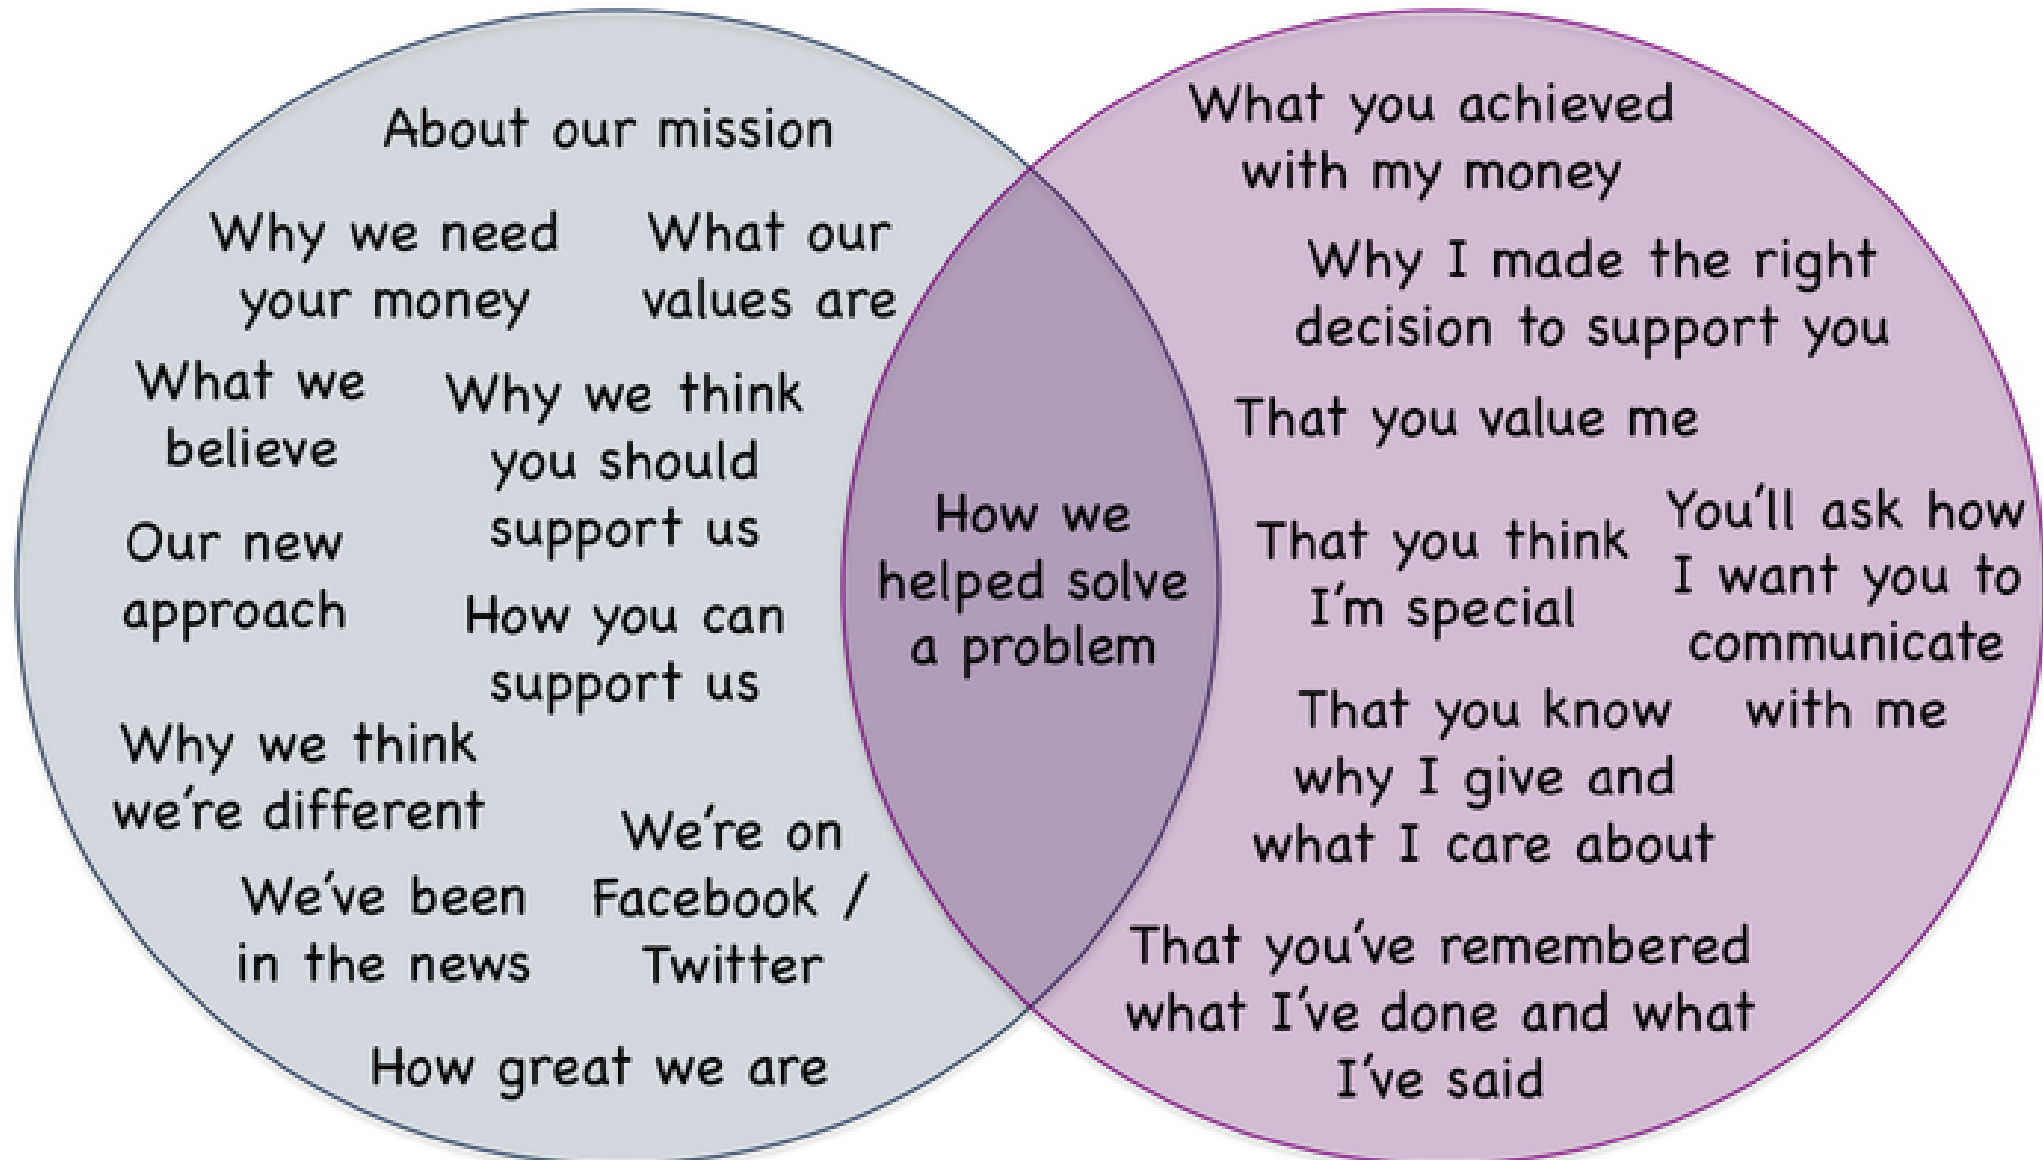 About our mission
Why we need
your money
What our
values are
What we
believe
Why we think
you should
support us
Our new
approach
How you can
support us
Why we think
we're different
We're on
Facebook /
Twitter
We've been
in the news
How great we are
How we
helped solve
a problem
What you achieved
with my money
Why I made the right
decision to support you
That you value me
That you think
I'm special
You'll ask how
I want you to
communicate
with me
That you know
why I give and
what I care about
That you've remembered
what I've done and what
I've said